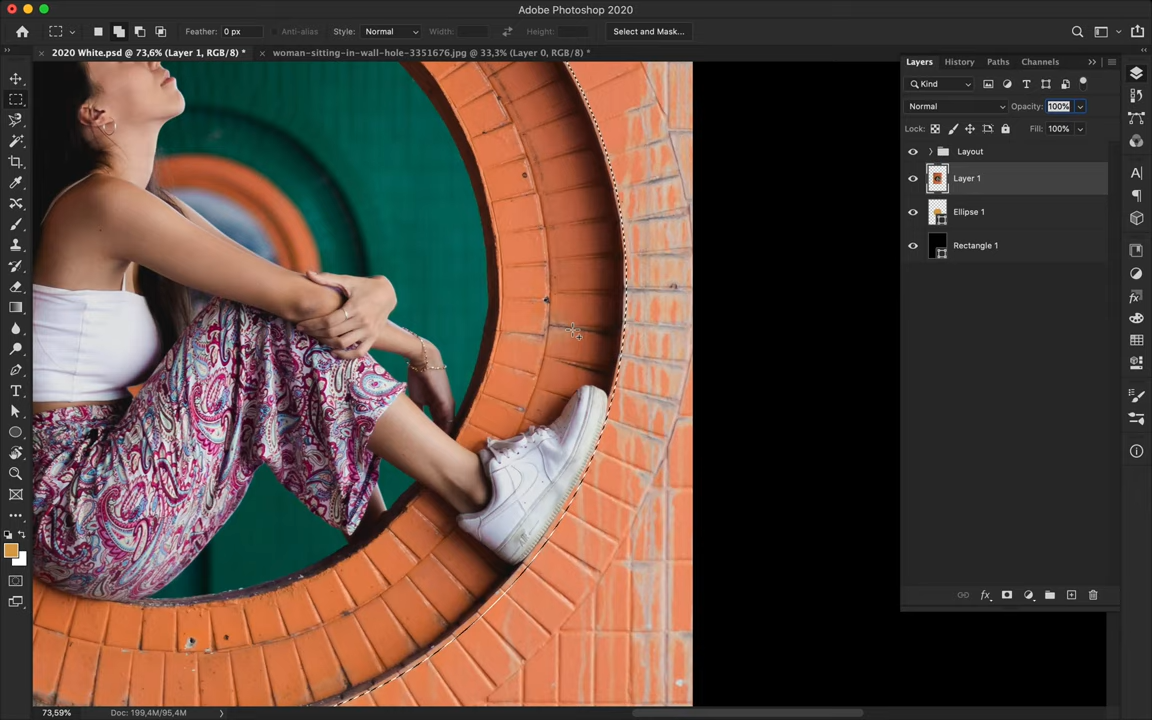 Adobe Photoshop 2020
Feather: 0 px Anti-alias Style: Normal Width: Height: Select and Mask...
2020 White.psd @ 73,6% (Layer 1, RGB/8) * woman-sitting-in-wall-hole-3351676.jpg @ 33,3% (Layer 0, RGB/8) *
Layers History Paths Channels
Kind
Normal Opacity: 100%
Lock: Fill: 100%
Layout
Layer 1
Ellipse 1
Rectangle 1
73,59% Doc: 199,4M/95,4M